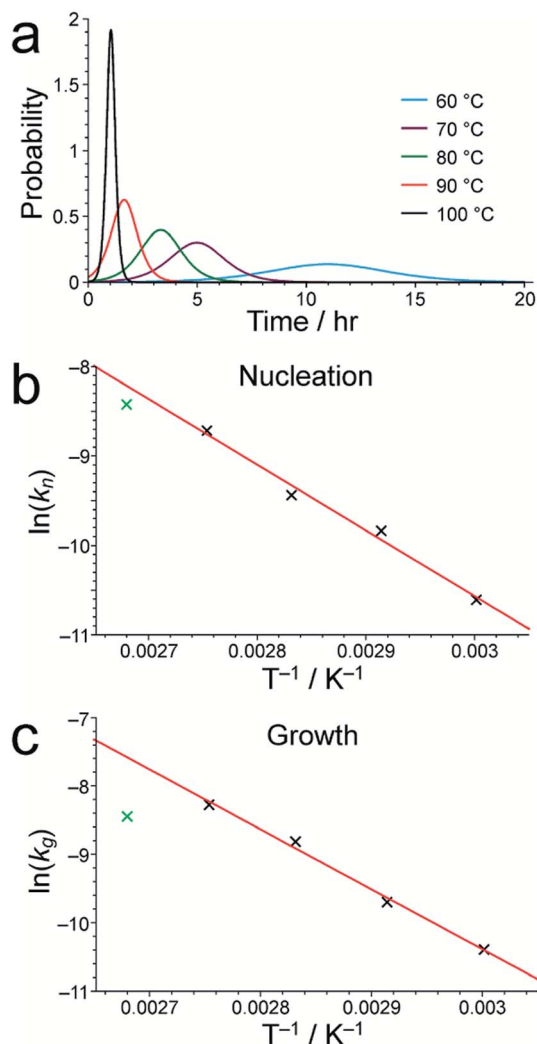 a
Probability
2
1.5
1
0.5
0
60 °C
70 °C
80 °C
90 °C
100 °C
0 5 10 15 20
Time / hr
b
Nucleation
ln(kn)
–8
–9
–10
–11
0.0027 0.0028 0.0029 0.003
T–1 / K–1
c
Growth
ln(kg)
–7
–8
–9
–10
–11
0.0027 0.0028 0.0029 0.003
T–1 / K–1